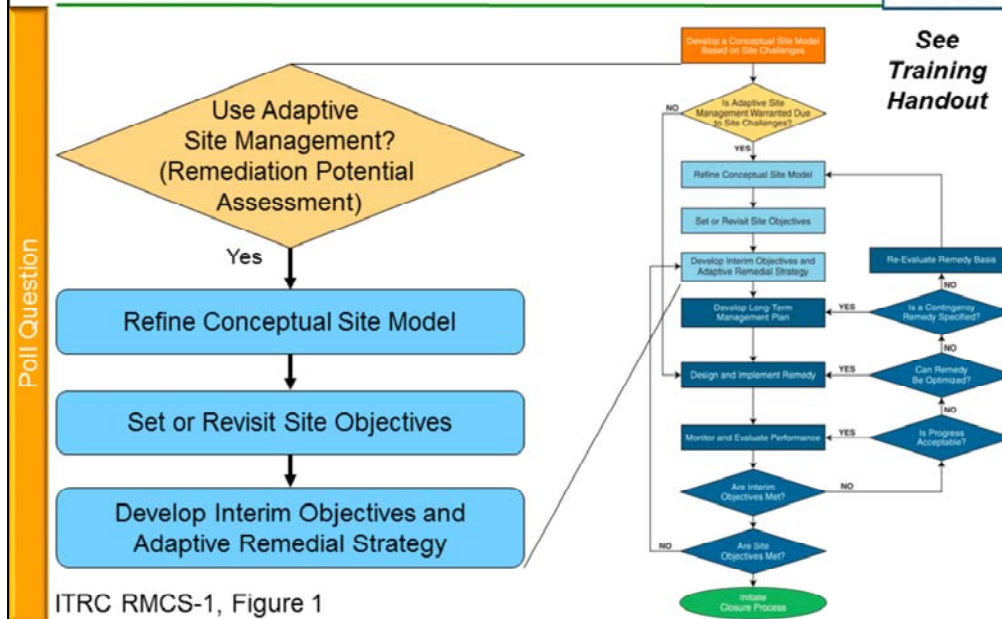 Poll Question
Use Adaptive
Site Management?
(Remediation Potential
Assessment)
Yes
Refine Conceptual Site Model
Set or Revisit Site Objectives
Develop Interim Objectives and
Adaptive Remedial Strategy
ITRC RMCS-1, Figure 1
See
Training
Handout
Develop a Conceptual Site Model
Based on Site Challenges
NO
Is Adaptive Site
Management Warranted Due
to Site Challenges?
YES
Refine Conceptual Site Model
Set or Revisit Site Objectives
Develop Interim Objectives and
Adaptive Remedial Strategy
Re-Evaluate Remedy Basis
NO
Develop Long-Term
Management Plan
YES
Is a Contingency
Remedy Specified?
NO
Design and Implement Remedy
YES
Can Remedy
Be Optimized?
NO
Monitor and Evaluate Performance
YES
Is Progress
Acceptable?
Are Interim
Objectives Met?
NO
NO
Are Site
Objectives Met?
Initiate
Closure Process